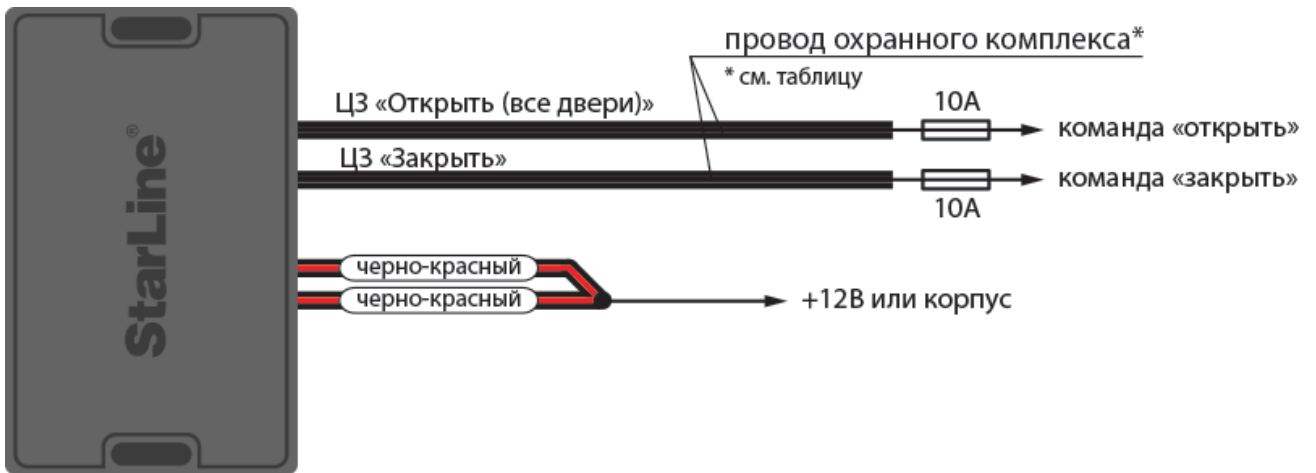 провод охранного комплекса*
* см. таблицу
ЦЗ «Открыть (все двери)»
10А
команда «открыть»
ЦЗ «Закрыть»
команда «закрыть»
10А
StarLine®
черно-красный
черно-красный
+12В или корпус